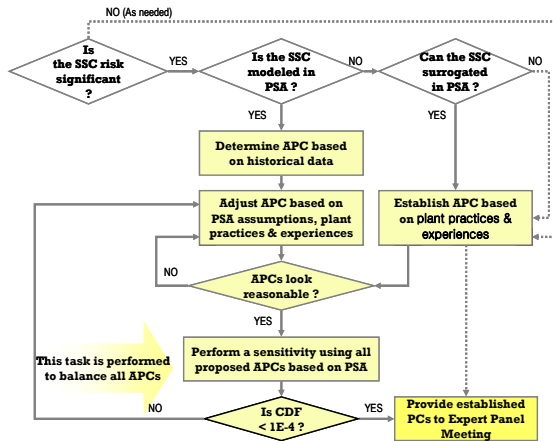 NO (As needed)
Is
the SSC risk
significant
?
YES
Is the SSC
modeled in
PSA ?
NO
Can the SSC
surrogated
in PSA ?
NO
YES
YES
Determine APC based
on historical data
Adjust APC based on
PSA assumptions, plant
practices & experiences
Establish APC based
on plant practices &
experiences
NO
APCs look
reasonable ?
YES
This task is performed
to balance all APCs
Perform a sensitivity using all
proposed APCs based on PSA
NO
Is CDF
< 1E-4 ?
YES
Provide established
PCs to Expert Panel
Meeting